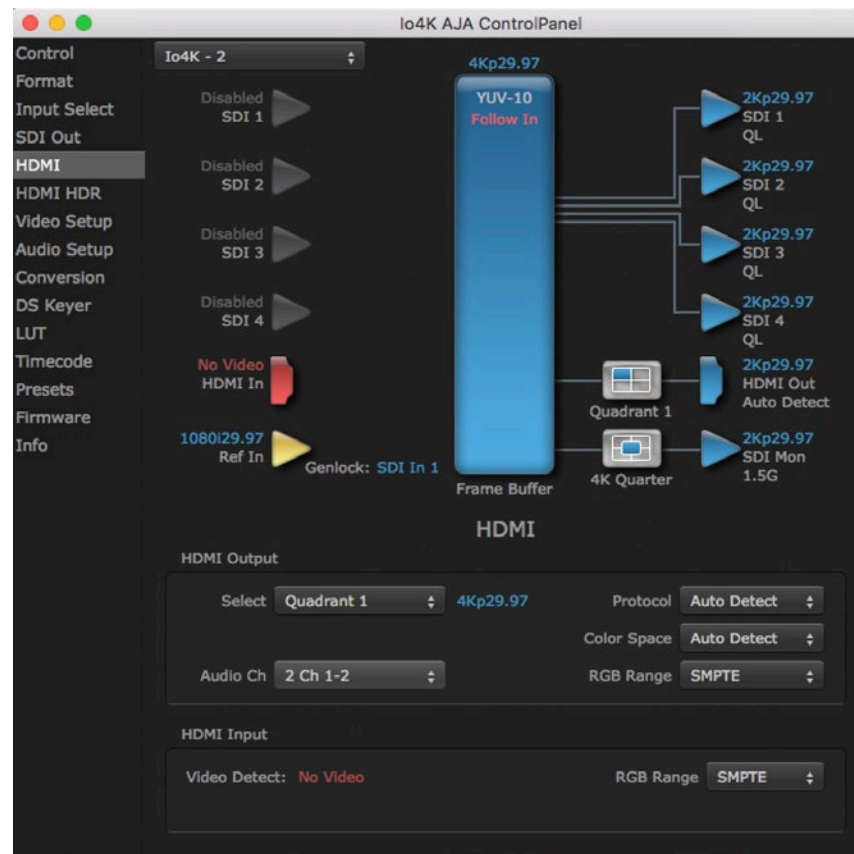 Io4K AJA ControlPanel
Control
Format
Input Select
SDI Out
HDMI
HDMI HDR
Video Setup
Audio Setup
Conversion
DS Keyer
LUT
Timecode
Presets
Firmware
Info
Io4K - 2
Disabled
SDI 1
Disabled
SDI 2
Disabled
SDI 3
Disabled
SDI 4
No Video
HDMI In
1080i29.97
Ref In
Genlock: SDI In 1
4Kp29.97
YUV-10
Follow In
Frame Buffer
2Kp29.97
SDI 1
QL
2Kp29.97
SDI 2
QL
2Kp29.97
SDI 3
QL
2Kp29.97
SDI 4
QL
Quadrant 1
2Kp29.97
HDMI Out
Auto Detect
4K Quarter
2Kp29.97
SDI Mon
1.5G
HDMI
HDMI Output
Select Quadrant 1 4Kp29.97 Protocol Auto Detect
Color Space Auto Detect
Audio Ch 2 Ch 1-2 RGB Range SMPTE
HDMI Input
Video Detect: No Video RGB Range SMPTE